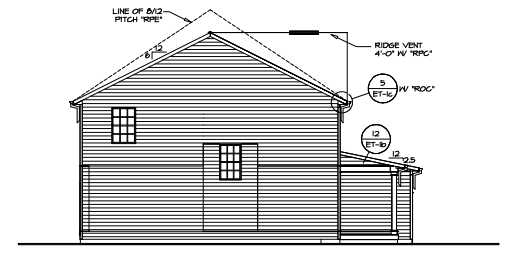 LINE OF 8/12
PITCH "RPE"
12
6
RIDGE VENT
4'-0" W/ "RPC"
5
ET-1c
W/ "ROC"
12
ET-1b
12
2.5